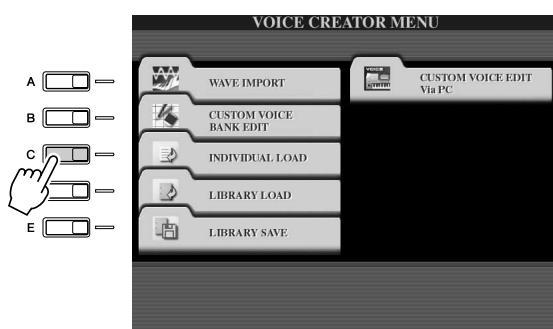 VOICE CREATOR MENU
A
WAVE IMPORT
VOICE
CUSTOM VOICE EDIT
Via PC
B
CUSTOM VOICE
BANK EDIT
C
INDIVIDUAL LOAD
LIBRARY LOAD
E
LIBRARY SAVE